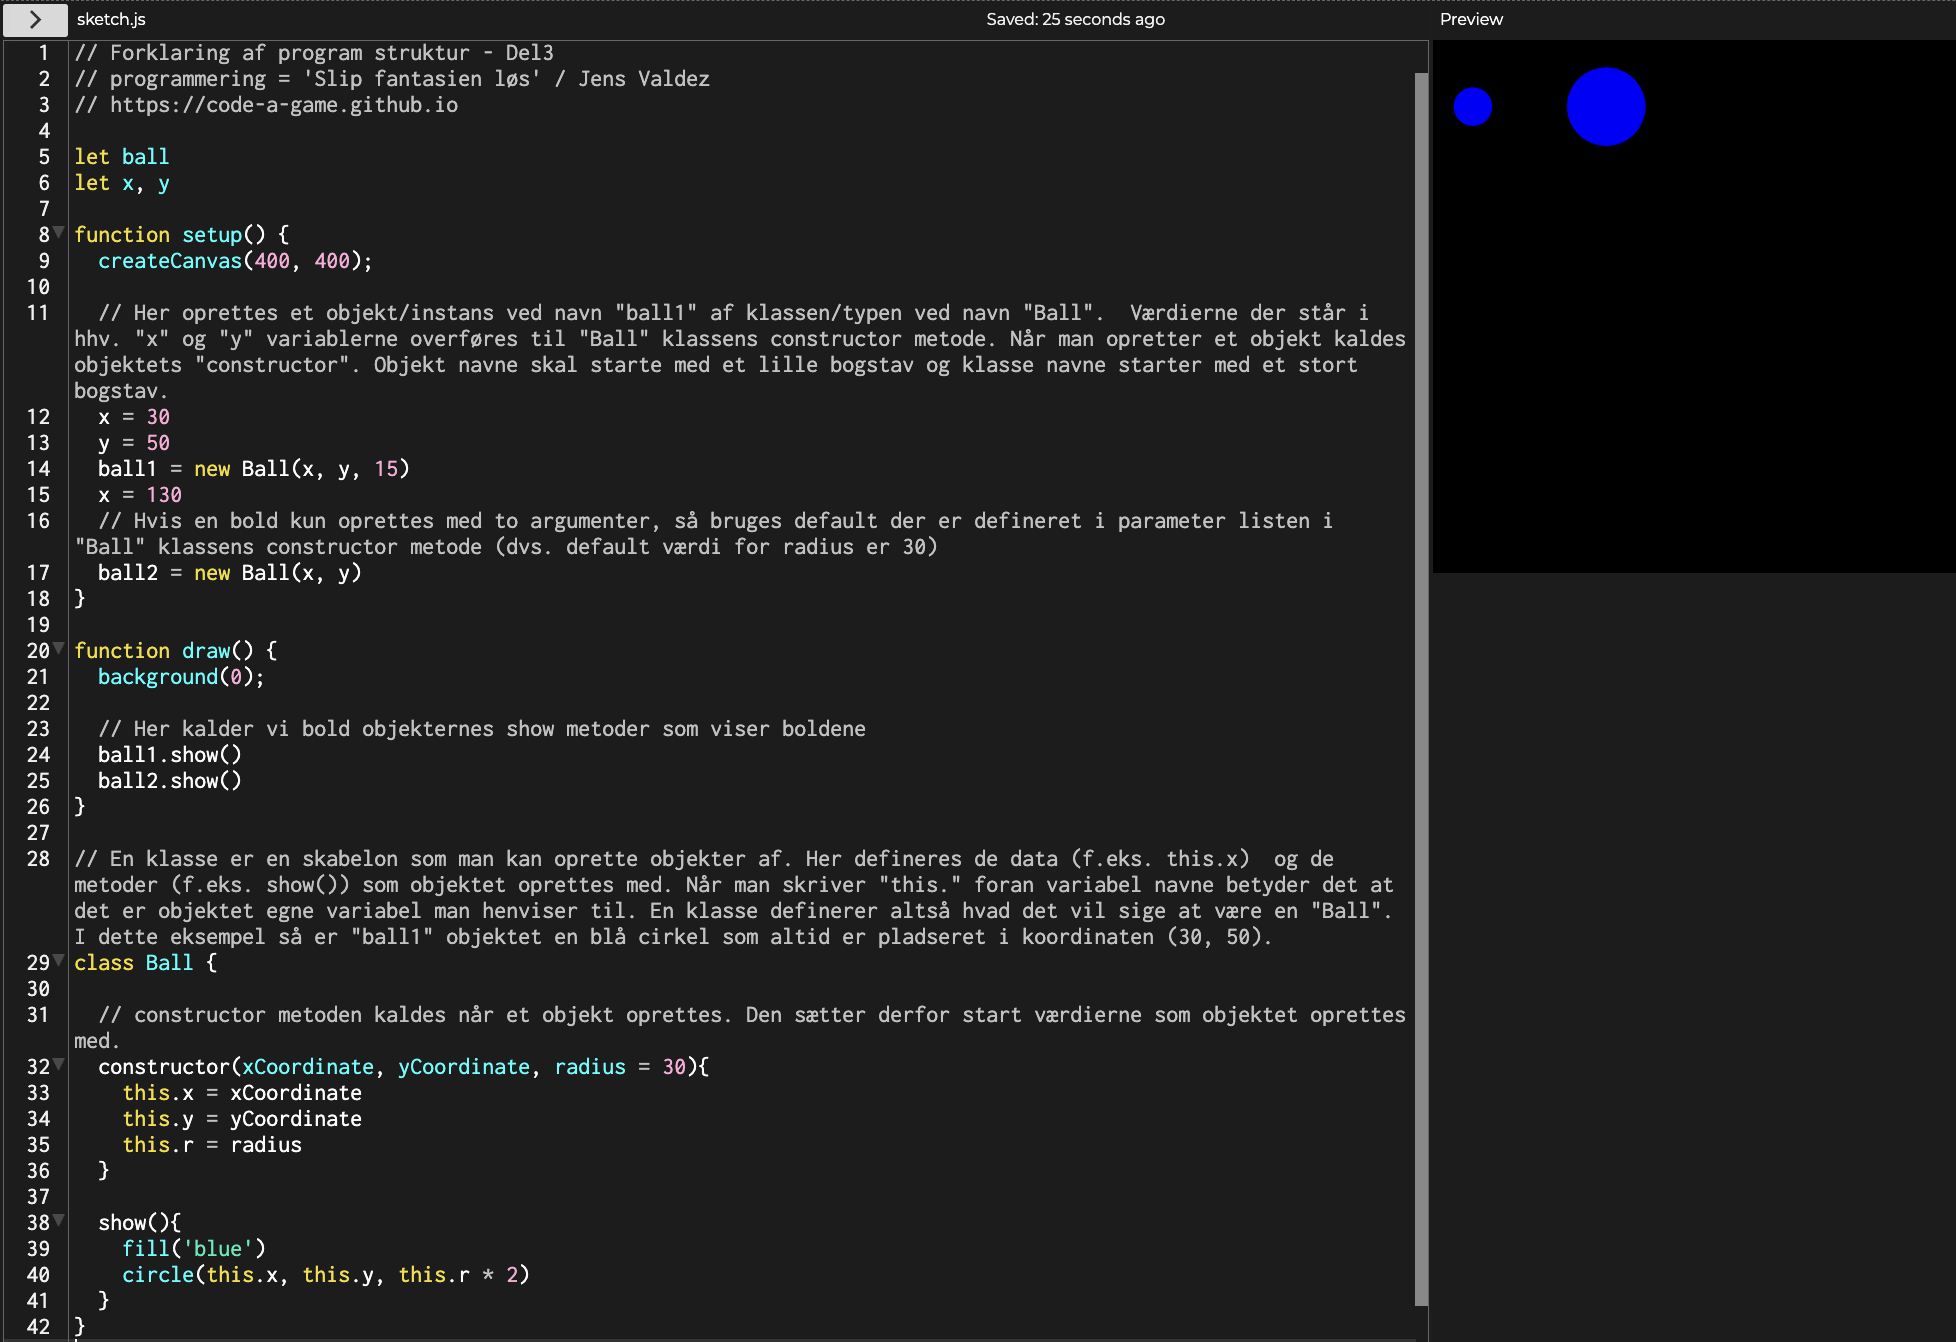 sketch.js Saved: 25 seconds ago Preview
1 // Forklaring af program struktur - Del3
2 // programmering = 'Slip fantasien løs' / Jens Valdez
3 // https://code-a-game.github.io
4
5 let ball
6 let x, y
7
8 function setup() {
9   createCanvas(400, 400);
10
11   // Her oprettes et objekt/instans ved navn "ball1" af klassen/typen ved navn "Ball".  Værdierne der står i
hhv. "x" og "y" variablerne overføres til "Ball" klassens constructor metode. Når man opretter et objekt kaldes
objektets "constructor". Objekt navne skal starte med et lille bogstav og klasse navne starter med et stort
bogstav.
12   x = 30
13   y = 50
14   ball1 = new Ball(x, y, 15)
15   x = 130
16   // Hvis en bold kun oprettes med to argumenter, så bruges default der er defineret i parameter listen i
"Ball" klassens constructor metode (dvs. default værdi for radius er 30)
17   ball2 = new Ball(x, y)
18 }
19
20 function draw() {
21   background(0);
22
23   // Her kalder vi bold objekternes show metoder som viser boldene
24   ball1.show()
25   ball2.show()
26 }
27
28 // En klasse er en skabelon som man kan oprette objekter af. Her defineres de data (f.eks. this.x)  og de
metoder (f.eks. show()) som objektet oprettes med. Når man skriver "this." foran variabel navne betyder det at
det er objektet egne variabel man henviser til. En klasse definerer altså hvad det vil sige at være en "Ball".
I dette eksempel så er "ball1" objektet en blå cirkel som altid er pladseret i koordinaten (30, 50).
29 class Ball {
30
31   // constructor metoden kaldes når et objekt oprettes. Den sætter derfor start værdierne som objektet oprettes
med.
32   constructor(xCoordinate, yCoordinate, radius = 30){
33     this.x = xCoordinate
34     this.y = yCoordinate
35     this.r = radius
36   }
37
38   show(){
39     fill('blue')
40     circle(this.x, this.y, this.r * 2)
41   }
42 }